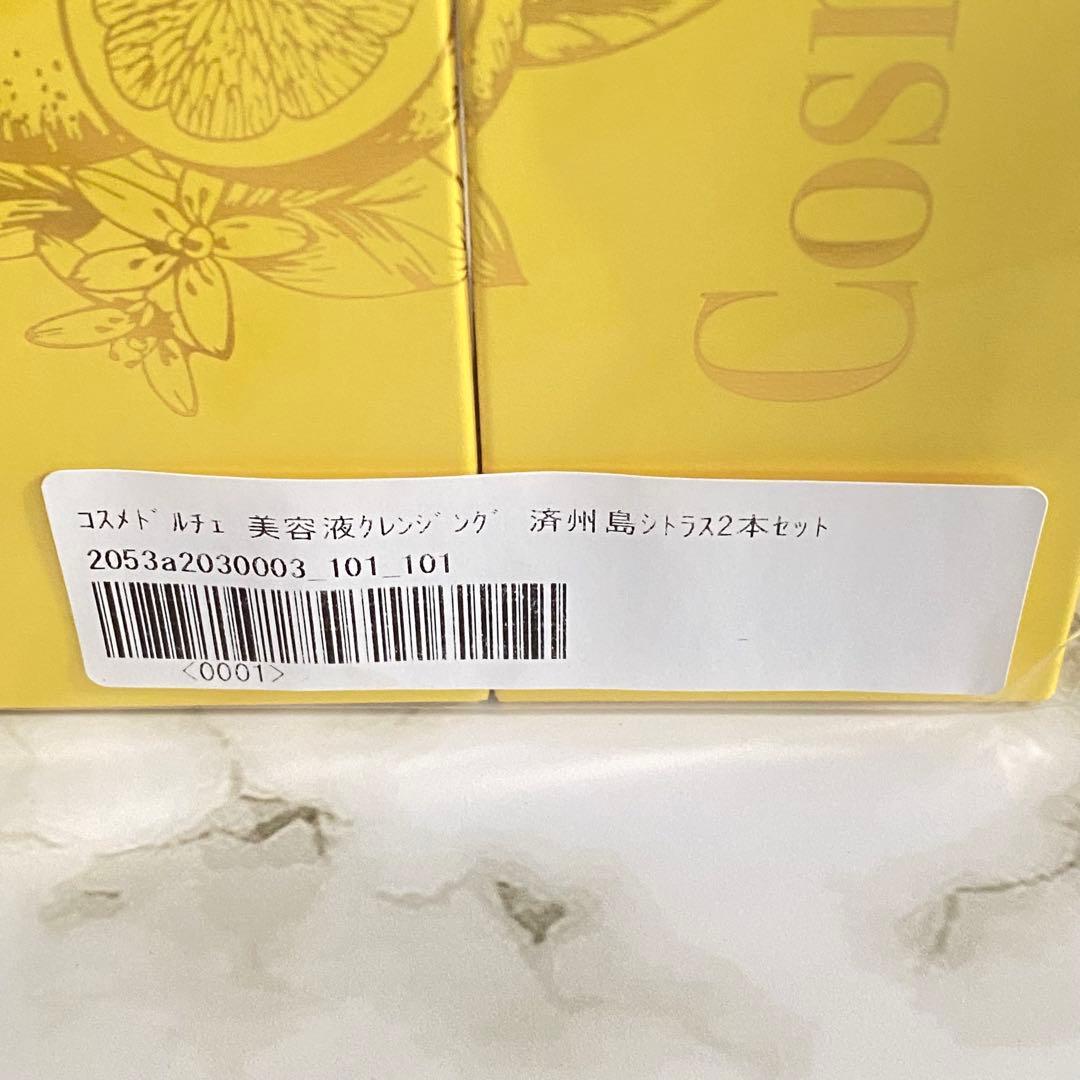 Cos
ｺｽﾒﾄﾞﾙﾁｪ 美容液ｸﾚﾝｼﾞﾝｸﾞ 済州島ｼﾄﾗｽ2本ｾｯﾄ
2053a2030003_101_101
<0001>